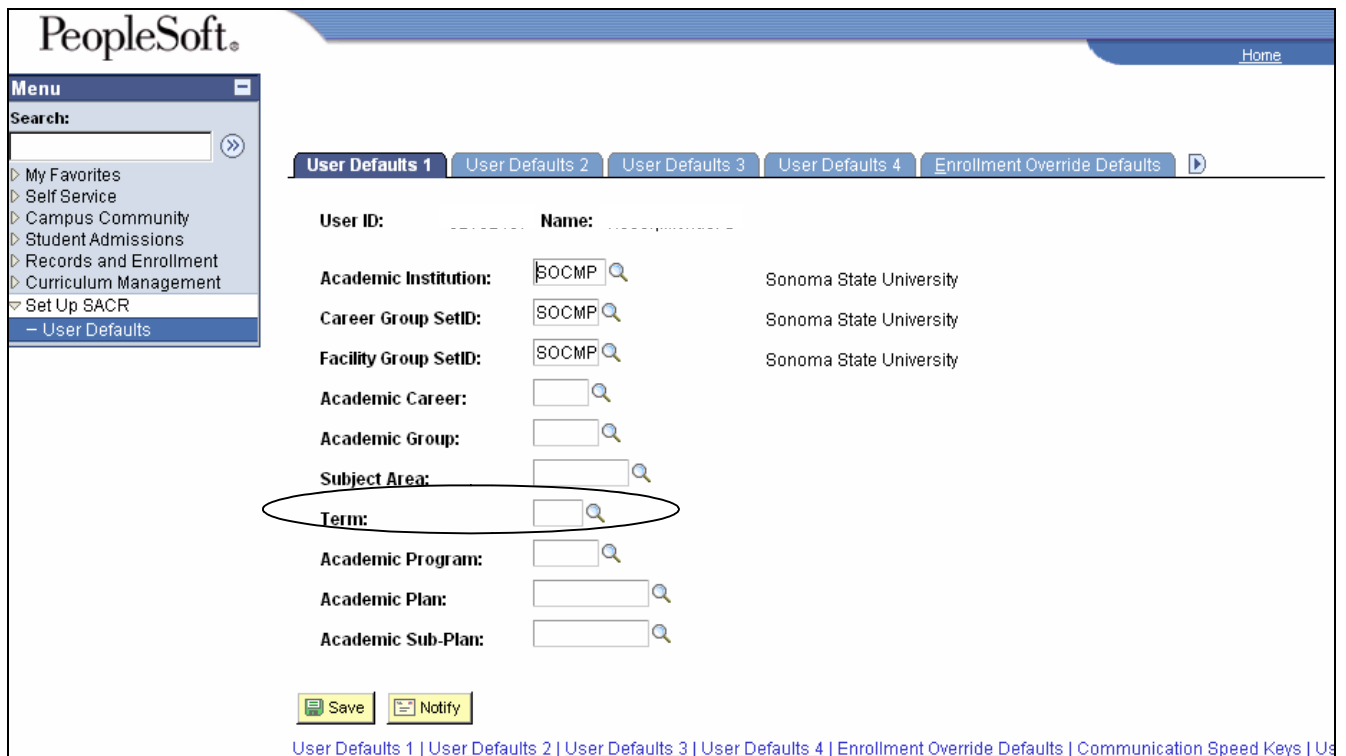 PeopleSoft®
Home
Menu
Search:
My Favorites
Self Service
Campus Community
Student Admissions
Records and Enrollment
Curriculum Management
Set Up SACR
– User Defaults
User Defaults 1 User Defaults 2 User Defaults 3 User Defaults 4 Enrollment Override Defaults
User ID: Name:
Academic Institution: SOCMP Sonoma State University
Career Group SetID: SOCMP Sonoma State University
Facility Group SetID: SOCMP Sonoma State University
Academic Career:
Academic Group:
Subject Area:
Term:
Academic Program:
Academic Plan:
Academic Sub-Plan:
Save Notify
User Defaults 1 | User Defaults 2 | User Defaults 3 | User Defaults 4 | Enrollment Override Defaults | Communication Speed Keys |